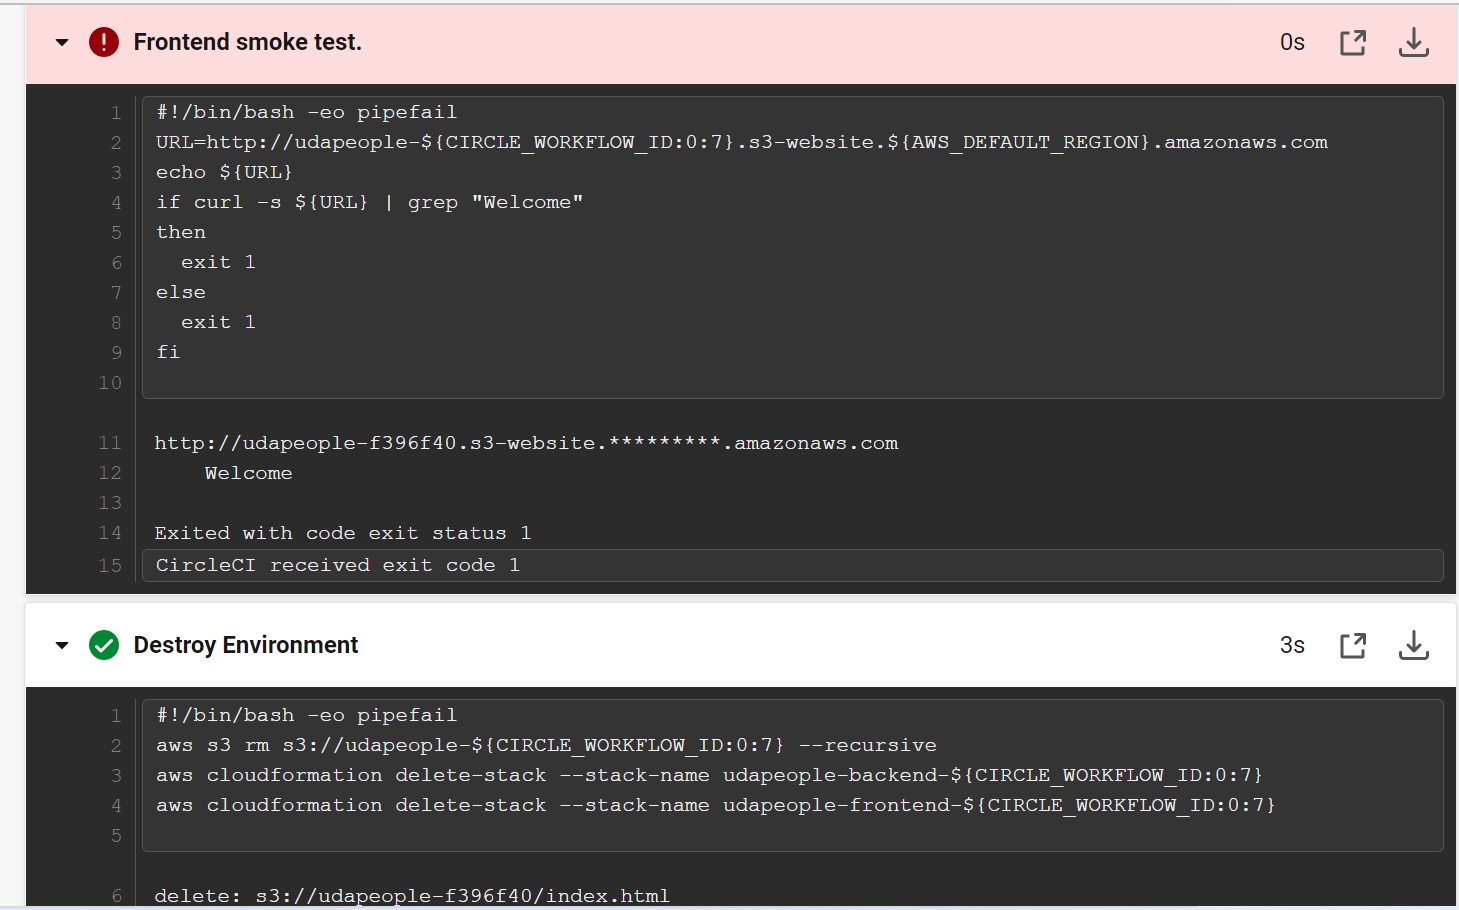 Frontend smoke test.
0s
1 #!/bin/bash -eo pipefail
2 URL=http://udapeople-${CIRCLE_WORKFLOW_ID:0:7}.s3-website.${AWS_DEFAULT_REGION}.amazonaws.com
3 echo ${URL}
4 if curl -s ${URL} | grep "Welcome"
5 then
6   exit 1
7 else
8   exit 1
9 fi
10
11 http://udapeople-f396f40.s3-website.*********.amazonaws.com
12     Welcome
13
14 Exited with code exit status 1
15 CircleCI received exit code 1
Destroy Environment
3s
1 #!/bin/bash -eo pipefail
2 aws s3 rm s3://udapeople-${CIRCLE_WORKFLOW_ID:0:7} --recursive
3 aws cloudformation delete-stack --stack-name udapeople-backend-${CIRCLE_WORKFLOW_ID:0:7}
4 aws cloudformation delete-stack --stack-name udapeople-frontend-${CIRCLE_WORKFLOW_ID:0:7}
5
6 delete: s3://udapeople-f396f40/index.html